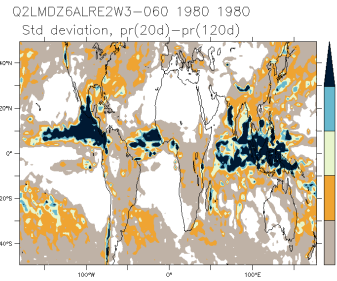 Q2LMDZ6ALRE2W3-060 1980 1980
Std deviation, pr(20d)-pr(120d)
40°N
20°N
0°
20°S
40°S
100°W
0°
100°E